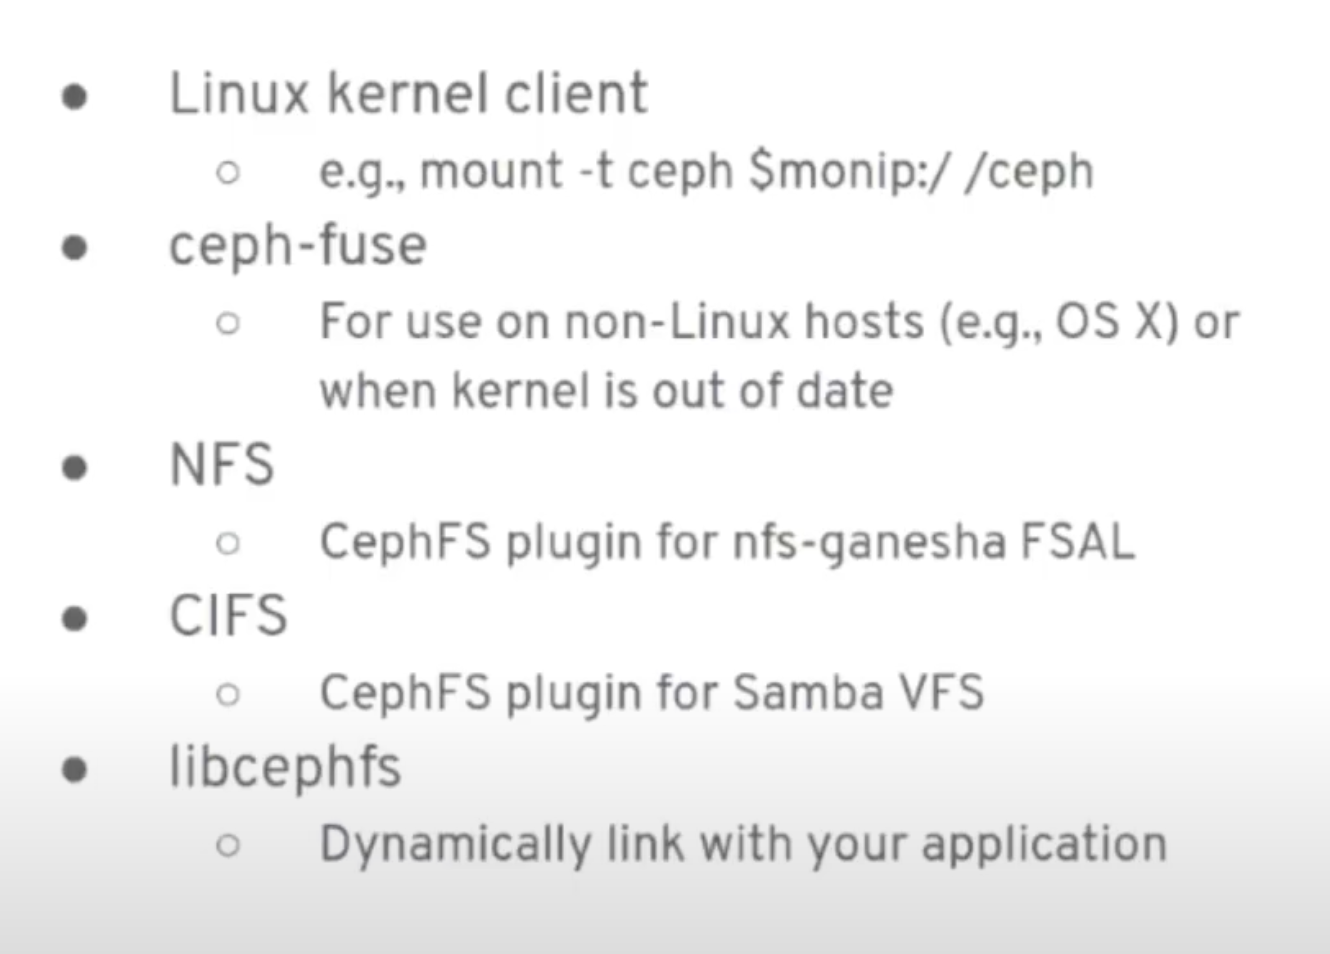 ● Linux kernel client
○ e.g., mount -t ceph $monip:/ /ceph
● ceph-fuse
○ For use on non-Linux hosts (e.g., OS X) or
when kernel is out of date
● NFS
○ CephFS plugin for nfs-ganesha FSAL
● CIFS
○ CephFS plugin for Samba VFS
● libcephfs
○ Dynamically link with your application